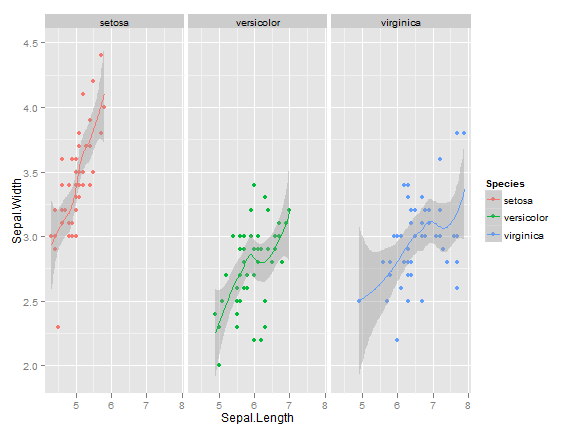 setosa versicolor virginica
4.5
4.0
3.5
3.0
2.5
2.0
Sepal.Width
5 6 7 8 5 6 7 8 5 6 7 8
Sepal.Length
Species
setosa
versicolor
virginica